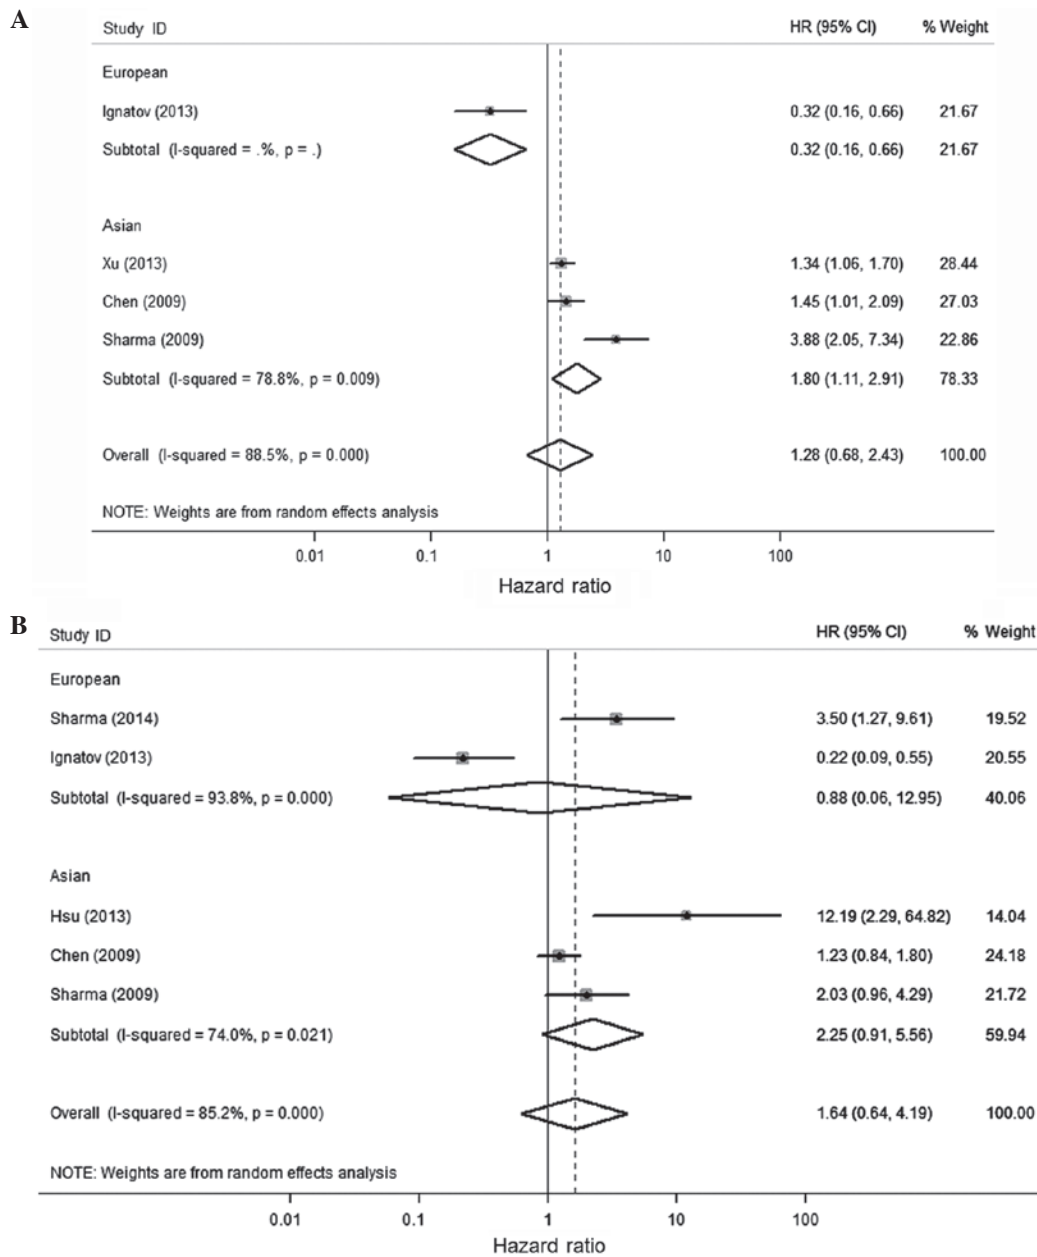 A
Study ID HR (95% CI) % Weight
European
Ignatov (2013) 0.32 (0.16, 0.66) 21.67
Subtotal (I-squared = .%, p = .) 0.32 (0.16, 0.66) 21.67
Asian
Xu (2013) 1.34 (1.06, 1.70) 28.44
Chen (2009) 1.45 (1.01, 2.09) 27.03
Sharma (2009) 3.88 (2.05, 7.34) 22.86
Subtotal (I-squared = 78.8%, p = 0.009) 1.80 (1.11, 2.91) 78.33
Overall (I-squared = 88.5%, p = 0.000) 1.28 (0.68, 2.43) 100.00
NOTE: Weights are from random effects analysis
0.01 0.1 1 10 100
Hazard ratio
B
Study ID HR (95% CI) % Weight
European
Sharma (2014) 3.50 (1.27, 9.61) 19.52
Ignatov (2013) 0.22 (0.09, 0.55) 20.55
Subtotal (I-squared = 93.8%, p = 0.000) 0.88 (0.06, 12.95) 40.06
Asian
Hsu (2013) 12.19 (2.29, 64.82) 14.04
Chen (2009) 1.23 (0.84, 1.80) 24.18
Sharma (2009) 2.03 (0.96, 4.29) 21.72
Subtotal (I-squared = 74.0%, p = 0.021) 2.25 (0.91, 5.56) 59.94
Overall (I-squared = 85.2%, p = 0.000) 1.64 (0.64, 4.19) 100.00
NOTE: Weights are from random effects analysis
0.01 0.1 1 10 100
Hazard ratio